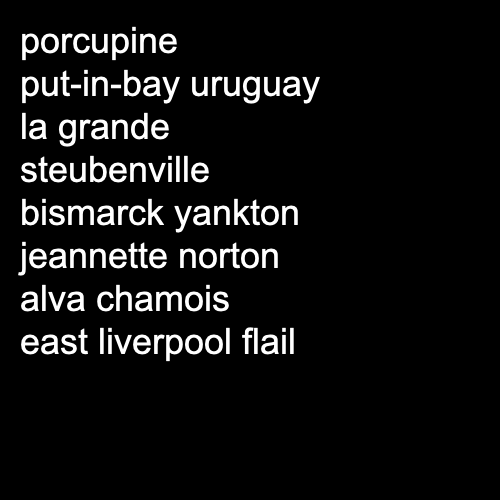 porcupine
put-in-bay uruguay
la grande
steubenville
bismarck yankton
jeannette norton
alva chamois
east liverpool flail